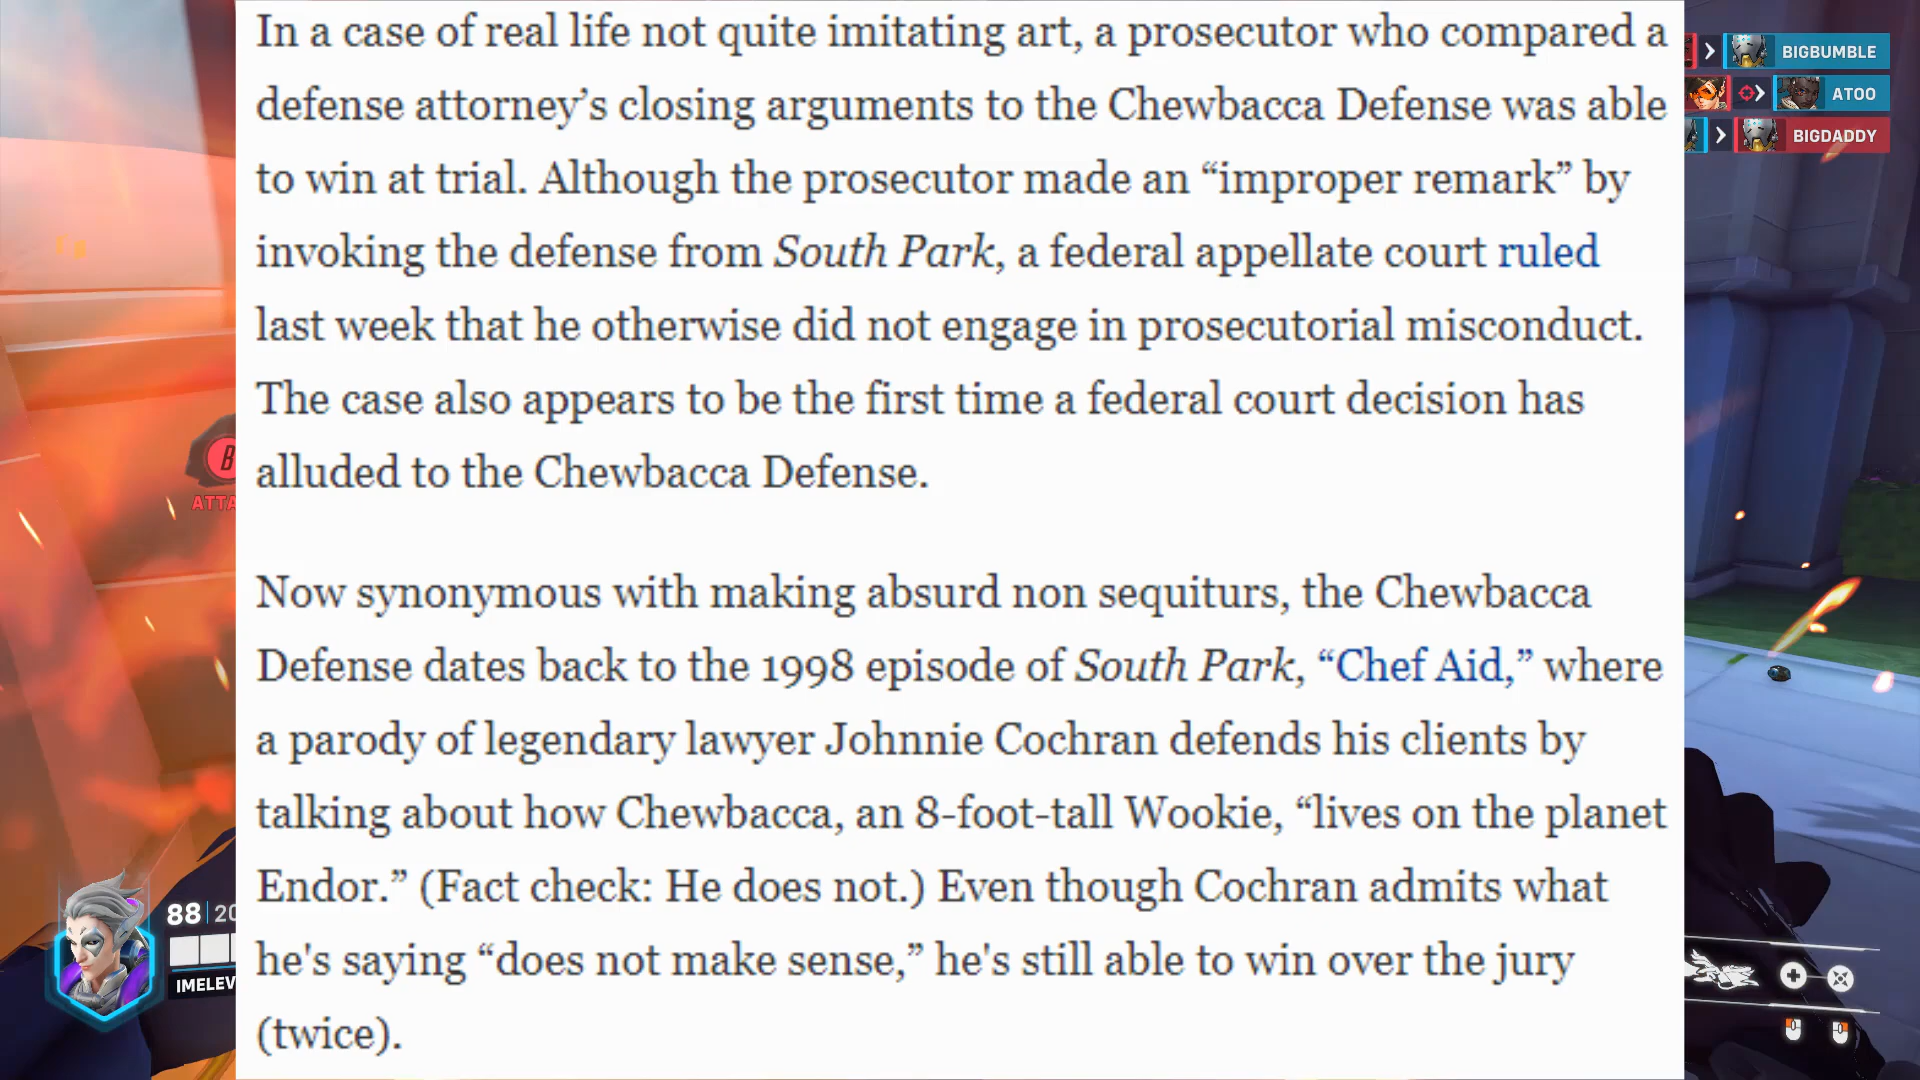 In a case of real life not quite imitating art, a prosecutor who compared a
defense attorney’s closing arguments to the Chewbacca Defense was able
to win at trial. Although the prosecutor made an “improper remark” by
invoking the defense from South Park, a federal appellate court ruled
last week that he otherwise did not engage in prosecutorial misconduct.
The case also appears to be the first time a federal court decision has
alluded to the Chewbacca Defense.
Now synonymous with making absurd non sequiturs, the Chewbacca
Defense dates back to the 1998 episode of South Park, “Chef Aid,” where
a parody of legendary lawyer Johnnie Cochran defends his clients by
talking about how Chewbacca, an 8-foot-tall Wookie, “lives on the planet
Endor.” (Fact check: He does not.) Even though Cochran admits what
he's saying “does not make sense,” he's still able to win over the jury
(twice).
BIGBUMBLE
ATOO
BIGDADDY
B
ATTA
88 20
IMELEV